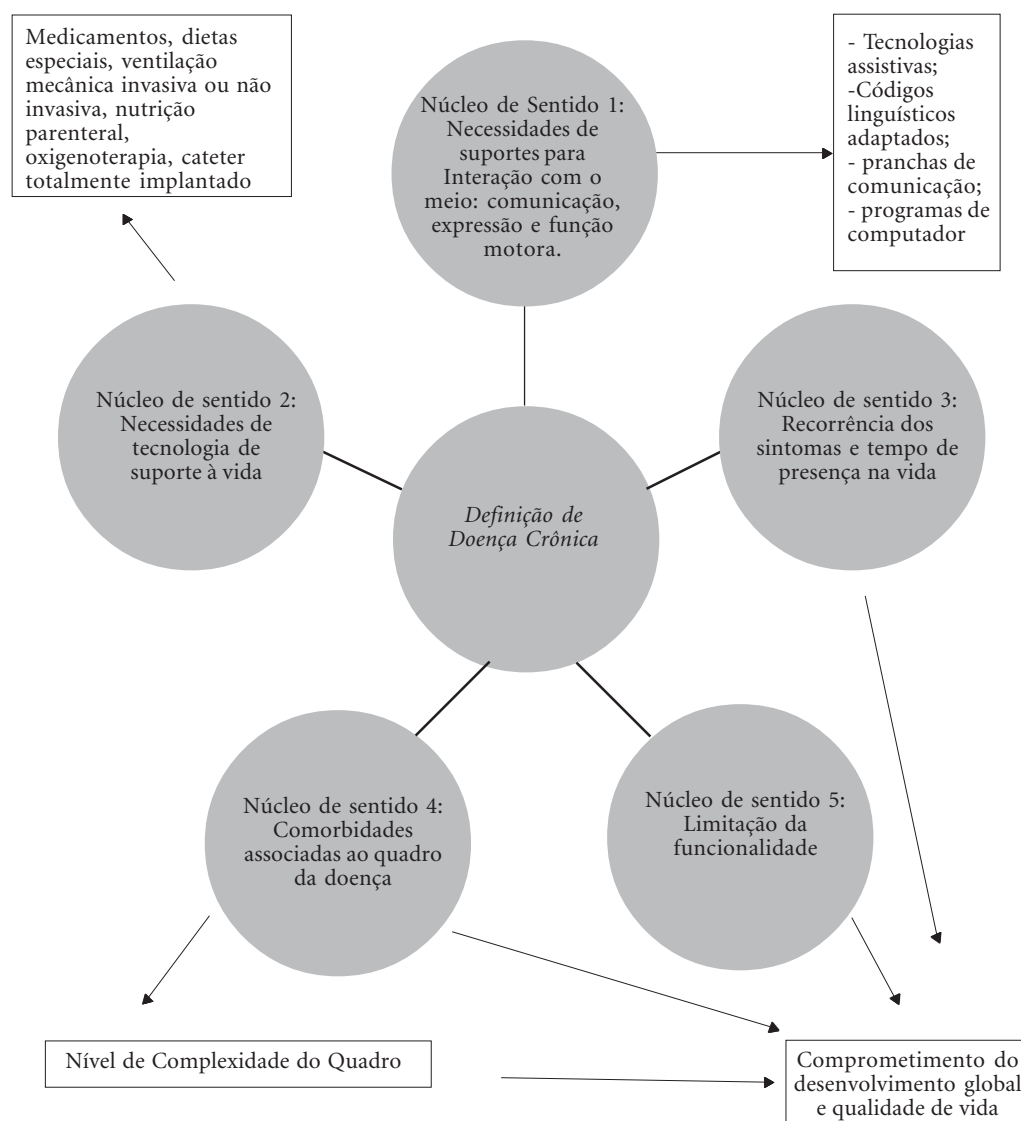 Medicamentos, dietas
especiais, ventilação
mecânica invasiva ou não
invasiva, nutrição
parenteral,
oxigenoterapia, cateter
totalmente implantado
Núcleo de Sentido 1:
Necessidades de
suportes para
Interação com o
meio: comunicação,
expressão e função
motora.
- Tecnologias
assistivas;
-Códigos
linguísticos
adaptados;
- pranchas de
comunicação;
- programas de
computador
Núcleo de sentido 2:
Necessidades de
tecnologia de
suporte à vida
Núcleo de sentido 3:
Recorrência dos
sintomas e tempo de
presença na vida
Definição de
Doença Crônica
Núcleo de sentido 4:
Comorbidades
associadas ao quadro
da doença
Núcleo de sentido 5:
Limitação da
funcionalidade
Nível de Complexidade do Quadro
Comprometimento do
desenvolvimento global
e qualidade de vida